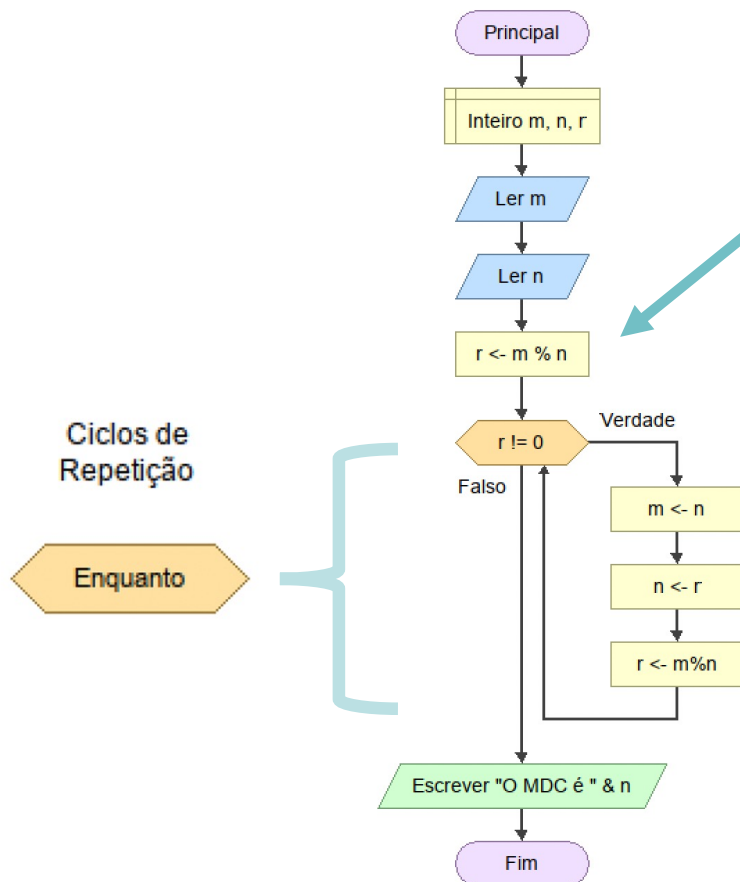 Principal
Inteiro m, n, r
Ler m
Ler n
r <- m % n
Ciclos de
Repetição
Enquanto
r != 0
Verdade
Falso
m <- n
n <- r
r <- m%n
Escrever "O MDC é " & n
Fim